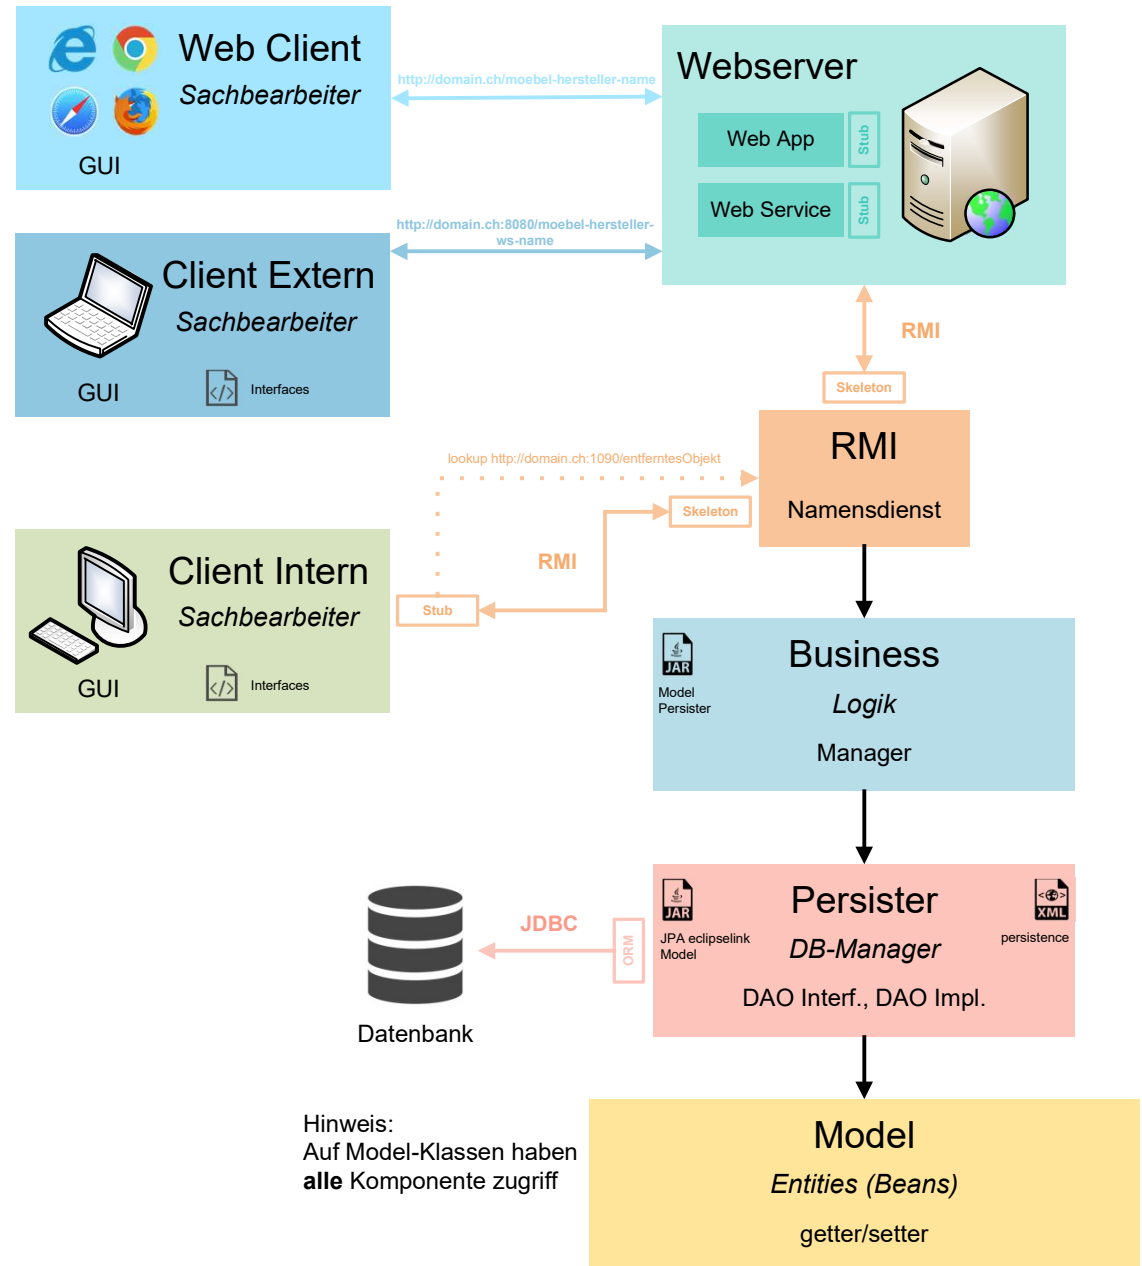 Web Client
Sachbearbeiter
GUI
http://domain.ch/moebel-hersteller-name
Webserver
Web App
Stub
Web Service
Stub
http://domain.ch:8080/moebel-hersteller-
ws-name
Client Extern
Sachbearbeiter
GUI
</>
Interfaces
RMI
Skeleton
RMI
Namensdienst
lookup http://domain.ch:1090/entferntesObjekt
Skeleton
RMI
Stub
Client Intern
Sachbearbeiter
GUI
</>
Interfaces
JAR
Model
Persister
Business
Logik
Manager
JAR
JPA eclipselink
Model
Persister
DB-Manager
DAO Interf., DAO Impl.
XML
persistence
ORM
JDBC
Datenbank
Hinweis:
Auf Model-Klassen haben
alle Komponente zugriff
Model
Entities (Beans)
getter/setter